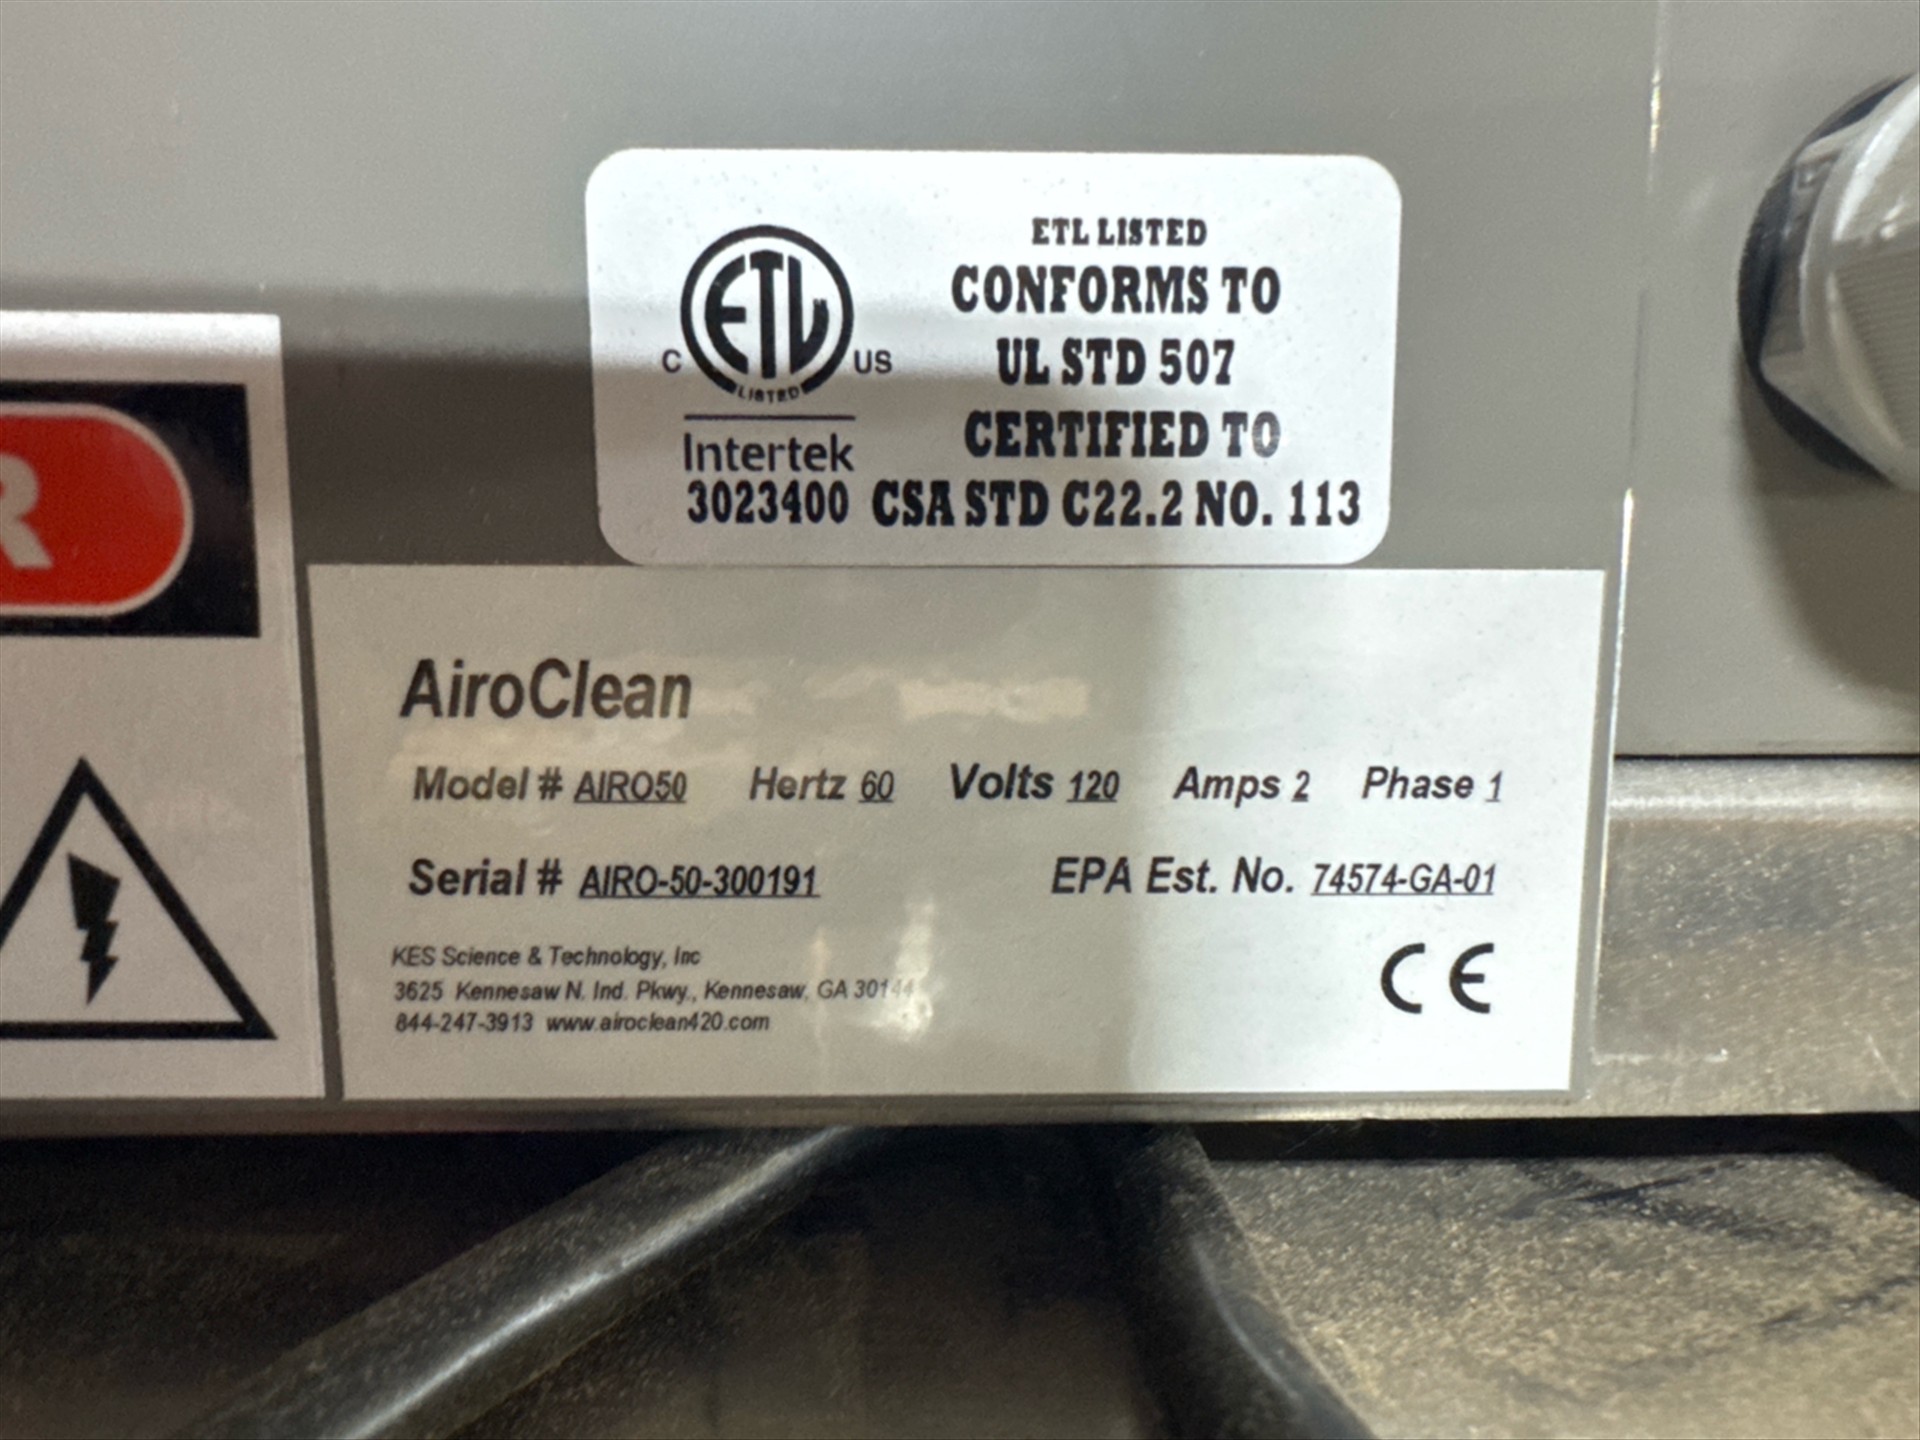 ETL LISTED
CONFORMS TO
UL STD 507
CERTIFIED TO
CSA STD C22.2 NO. 113
C ETL US
LISTED
Intertek
3023400
R
AiroClean
Model # AIRO50 Hertz 60 Volts 120 Amps 2 Phase 1
Serial # AIRO-50-300191 EPA Est. No. 74574-GA-01
KES Science & Technology, Inc
3625 Kennesaw N. Ind. Pkwy., Kennesaw, GA 30144
844-247-3913 www.airoclean420.com
CE